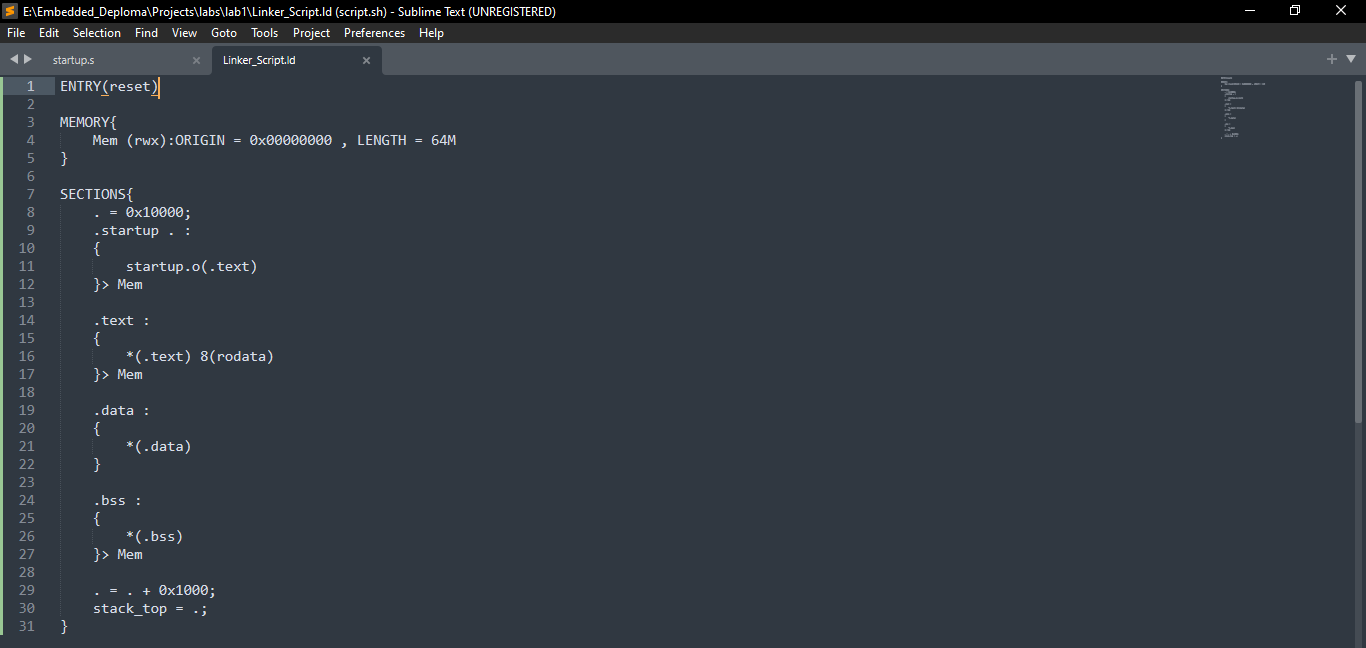 E:\Embedded_Deploma\Projects\labs\lab1\Linker_Script.ld (script.sh) - Sublime Text (UNREGISTERED)
File Edit Selection Find View Goto Tools Project Preferences Help
startup.s × Linker_Script.ld ×
1 ENTRY(reset)
2
3 MEMORY{
4 Mem (rwx):ORIGIN = 0x00000000 , LENGTH = 64M
5 }
6
7 SECTIONS{
8 . = 0x10000;
9 .startup . :
10 {
11 startup.o(.text)
12 }> Mem
13
14 .text :
15 {
16 *(.text) 8(rodata)
17 }> Mem
18
19 .data :
20 {
21 *(.data)
22 }
23
24 .bss :
25 {
26 *(.bss)
27 }> Mem
28
29 . = . + 0x1000;
30 stack_top = .;
31 }